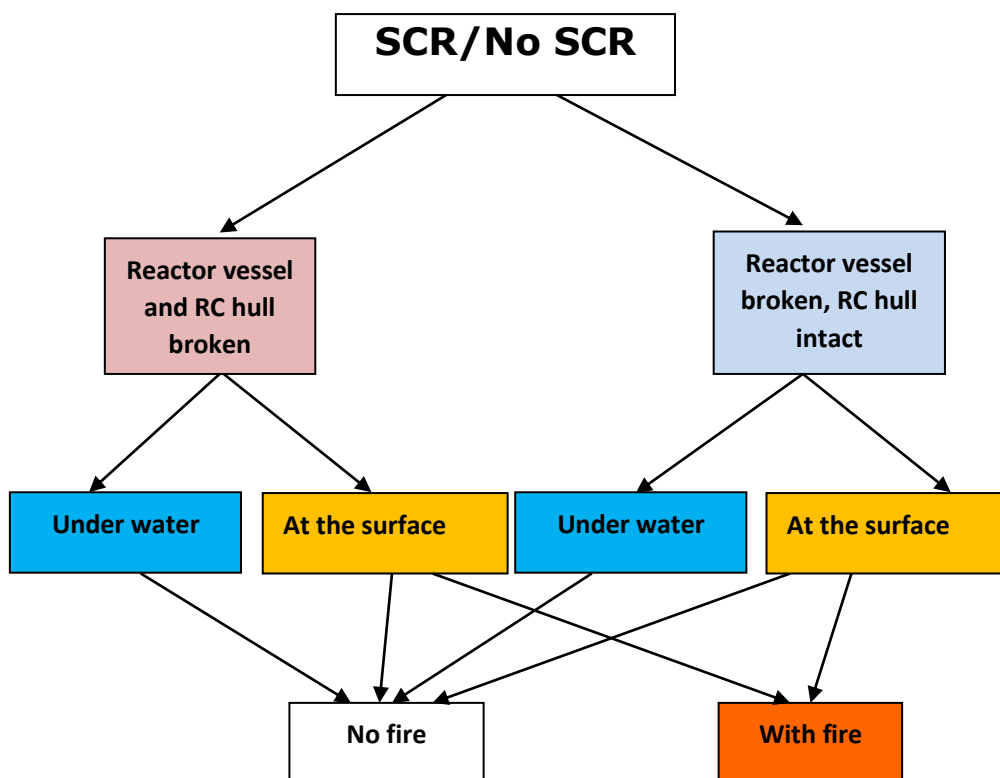 SCR/No SCR
Reactor vessel
and RC hull
broken
Reactor vessel
broken, RC hull
intact
Under water
At the surface
Under water
At the surface
No fire
With fire